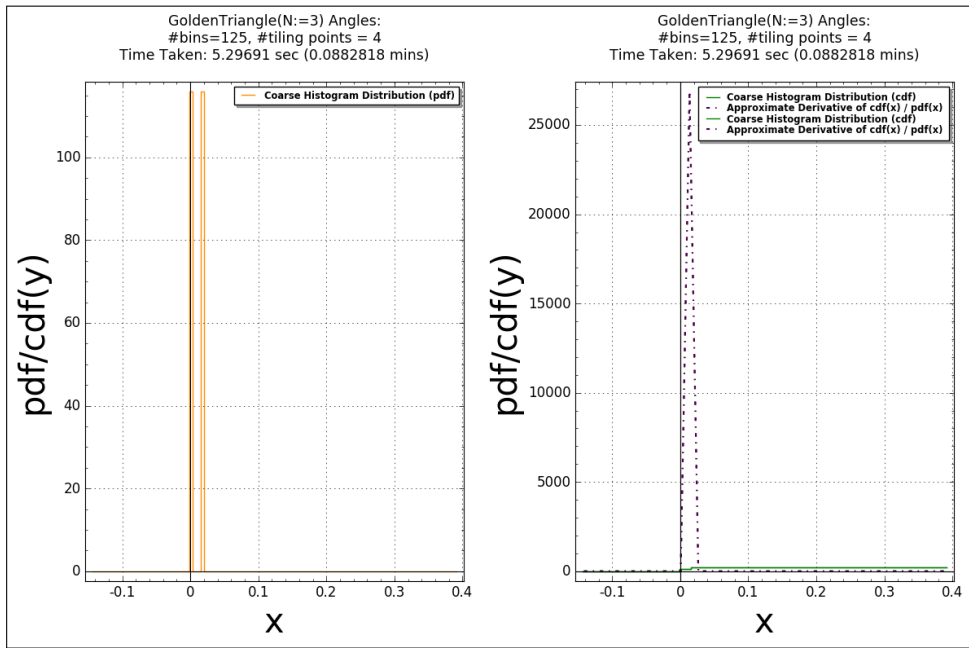 GoldenTriangle(N:=3) Angles:
#bins=125, #tiling points = 4
Time Taken: 5.29691 sec (0.0882818 mins)
Coarse Histogram Distribution (pdf)
100
80
60
40
20
0
pdf/cdf(y)
-0.1 0 0.1 0.2 0.3 0.4
x
GoldenTriangle(N:=3) Angles:
#bins=125, #tiling points = 4
Time Taken: 5.29691 sec (0.0882818 mins)
Coarse Histogram Distribution (cdf)
Approximate Derivative of cdf(x) / pdf(x)
Coarse Histogram Distribution (cdf)
Approximate Derivative of cdf(x) / pdf(x)
25000
20000
15000
10000
5000
0
pdf/cdf(y)
-0.1 0 0.1 0.2 0.3 0.4
x